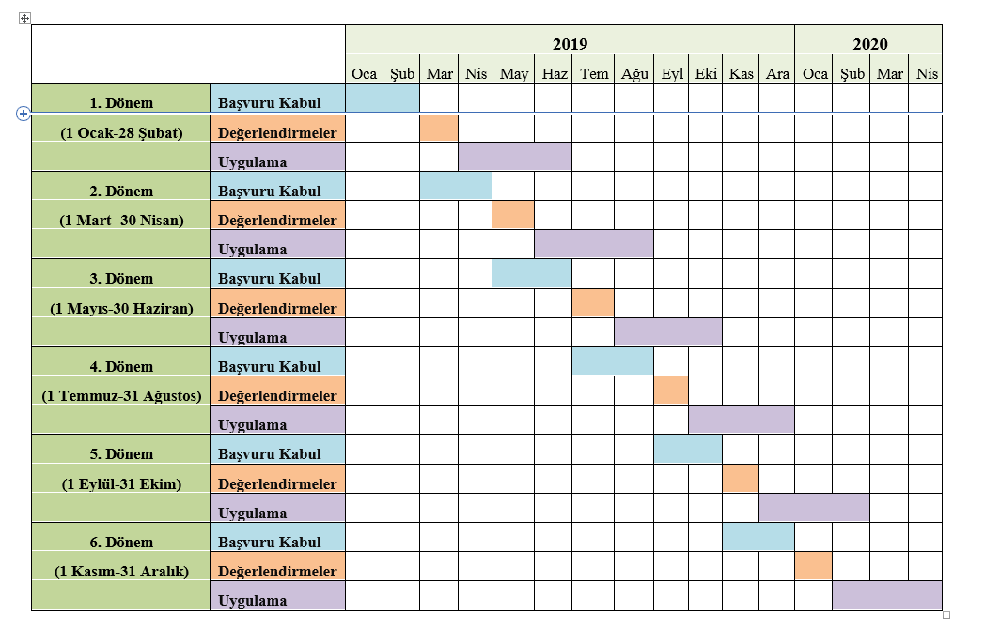 2019 2020
Oca Şub Mar Nis May Haz Tem Ağu Eyl Eki Kas Ara Oca Şub Mar Nis
1. Dönem Başvuru Kabul
(1 Ocak-28 Şubat) Değerlendirmeler
Uygulama
2. Dönem Başvuru Kabul
(1 Mart -30 Nisan) Değerlendirmeler
Uygulama
3. Dönem Başvuru Kabul
(1 Mayıs-30 Haziran) Değerlendirmeler
Uygulama
4. Dönem Başvuru Kabul
(1 Temmuz-31 Ağustos) Değerlendirmeler
Uygulama
5. Dönem Başvuru Kabul
(1 Eylül-31 Ekim) Değerlendirmeler
Uygulama
6. Dönem Başvuru Kabul
(1 Kasım-31 Aralık) Değerlendirmeler
Uygulama